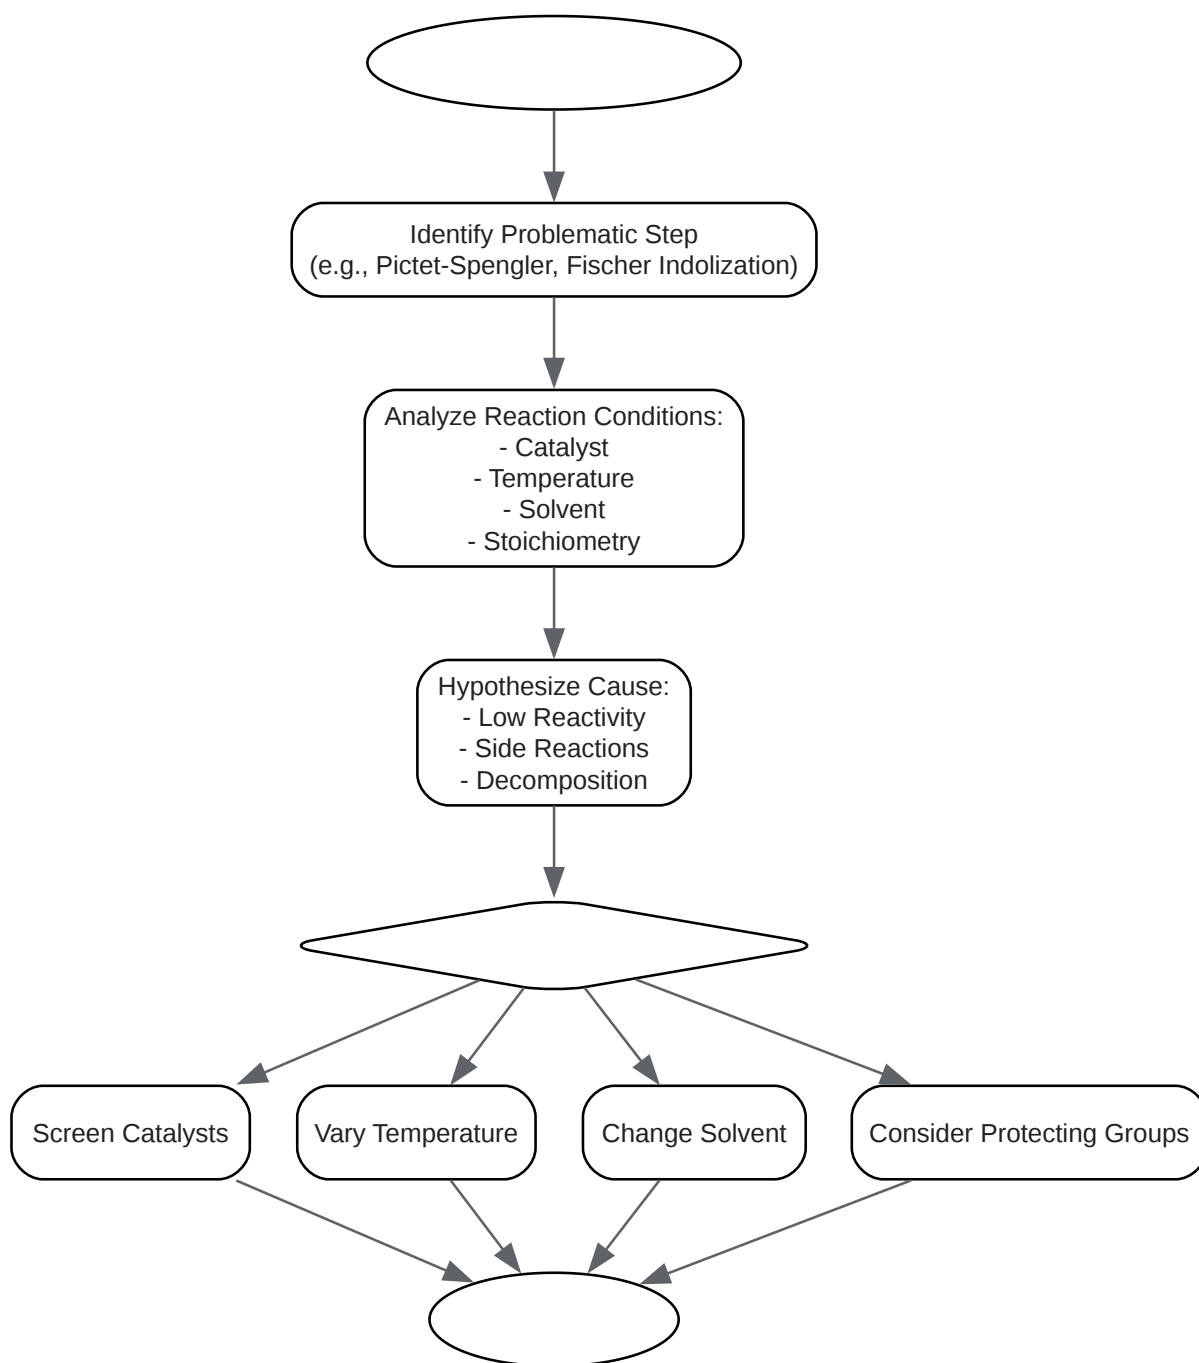 Identify Problematic Step
(e.g., Pictet-Spengler, Fischer Indolization)
Analyze Reaction Conditions:
- Catalyst
- Temperature
- Solvent
- Stoichiometry
Hypothesize Cause:
- Low Reactivity
- Side Reactions
- Decomposition
Screen Catalysts
Vary Temperature
Change Solvent
Consider Protecting Groups